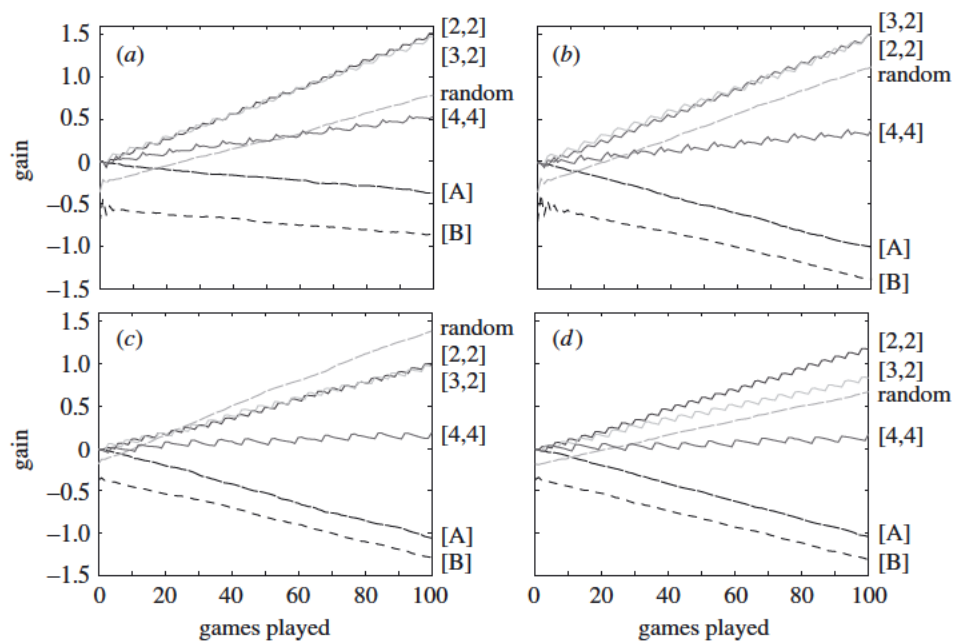 (a)
1.5
1.0
0.5
0
−0.5
−1.0
−1.5
gain
[2,2]
[3,2]
random
[4,4]
[A]
[B]
(b)
[3,2]
[2,2]
random
[4,4]
[A]
[B]
(c)
1.5
1.0
0.5
0
−0.5
−1.0
−1.5
gain
random
[2,2]
[3,2]
[4,4]
[A]
[B]
0 20 40 60 80 100
games played
(d)
[2,2]
[3,2]
random
[4,4]
[A]
[B]
0 20 40 60 80 100
games played